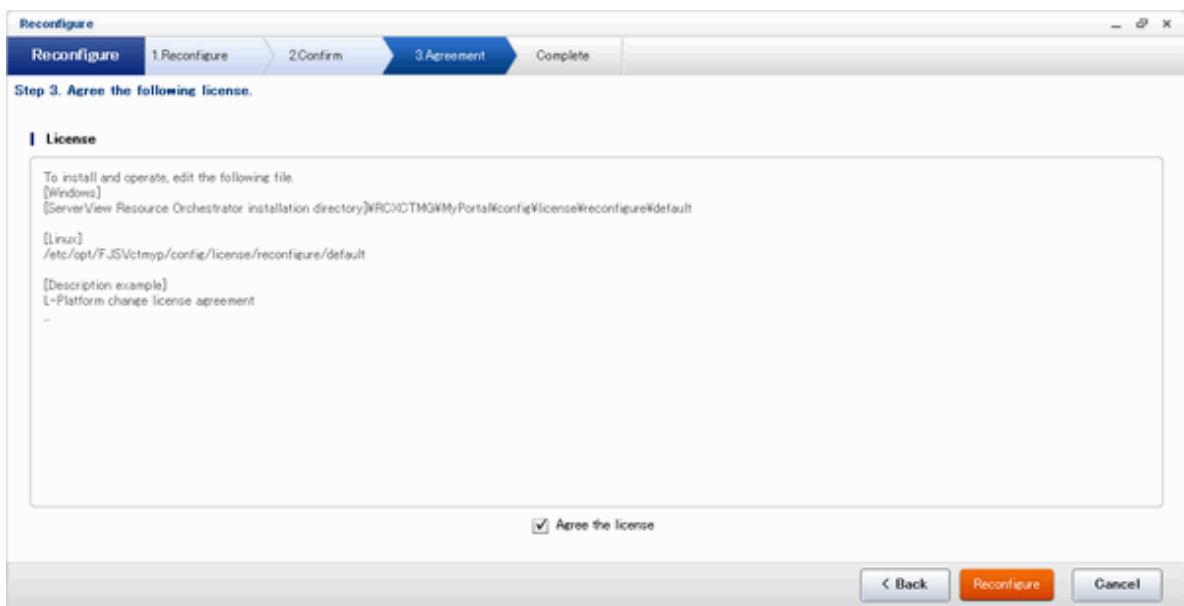 Reconfigure
Reconfigure 1.Reconfigure 2.Confirm 3.Agreement Complete
Step 3. Agree the following license.
License
To install and operate, edit the following file.
[Windows]
[ServerView Resource Orchestrator installation directory]¥RCXCTMG¥MyPortal¥config¥license¥reconfigure¥default
[Linux]
/etc/opt/FJSVctmyp/config/license/reconfigure/default
[Description example]
L-Platform change license agreement
...
Agree the license
< Back Reconfigure Cancel